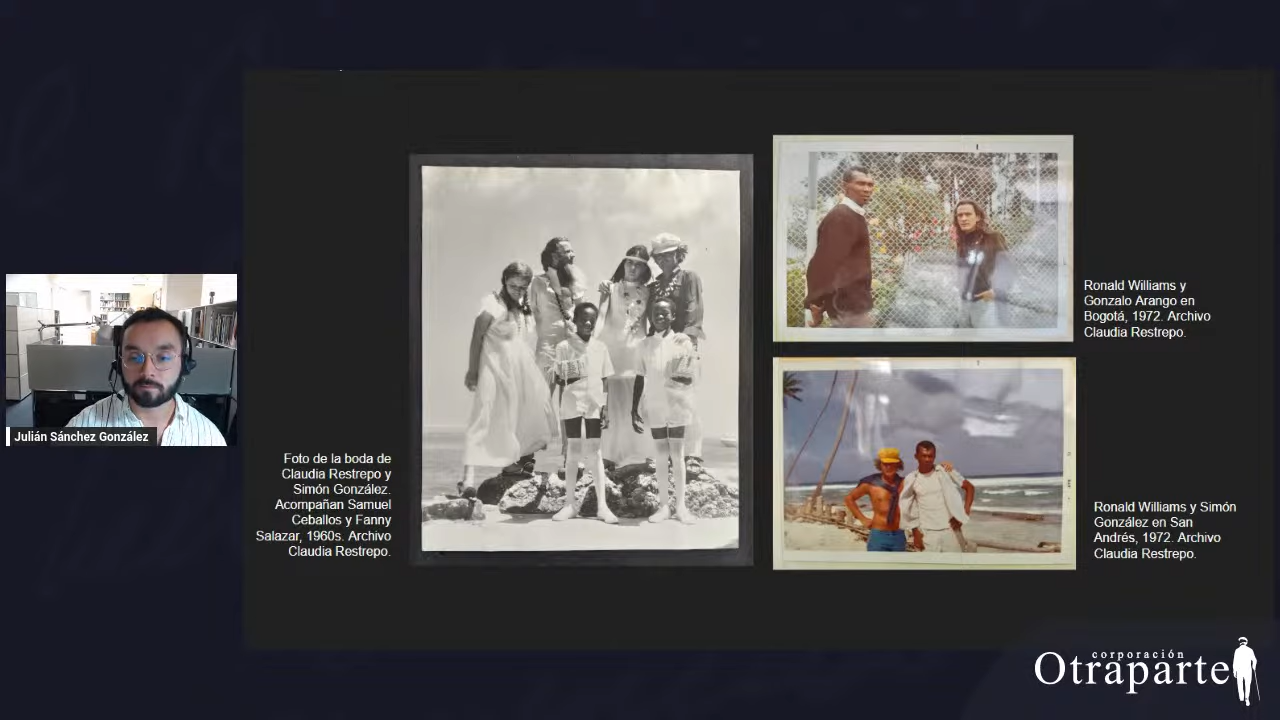 Julián Sánchez González
Foto de la boda de
Claudia Restrepo y
Simón González.
Acompañan Samuel
Ceballos y Fanny
Salazar, 1960s. Archivo
Claudia Restrepo.
Ronald Williams y
Gonzalo Arango en
Bogotá, 1972. Archivo
Claudia Restrepo.
Ronald Williams y Simón
González en San
Andrés, 1972. Archivo
Claudia Restrepo.
corporación
Otraparte